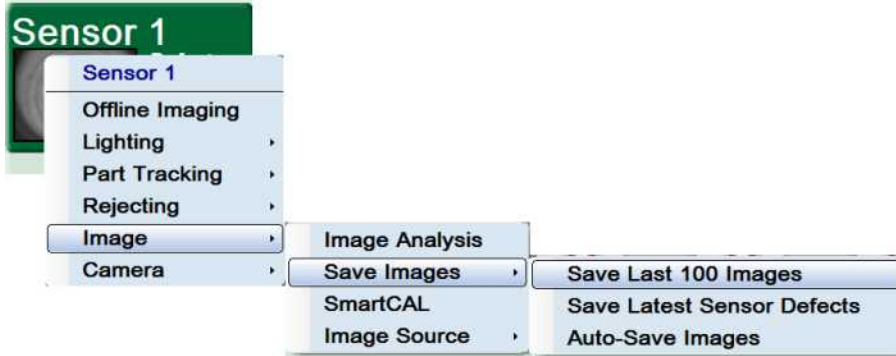 Sensor 1
Sensor 1
Offline Imaging
Lighting
Part Tracking
Rejecting
Image
Camera
Image Analysis
Save Images
SmartCAL
Image Source
Save Last 100 Images
Save Latest Sensor Defects
Auto-Save Images